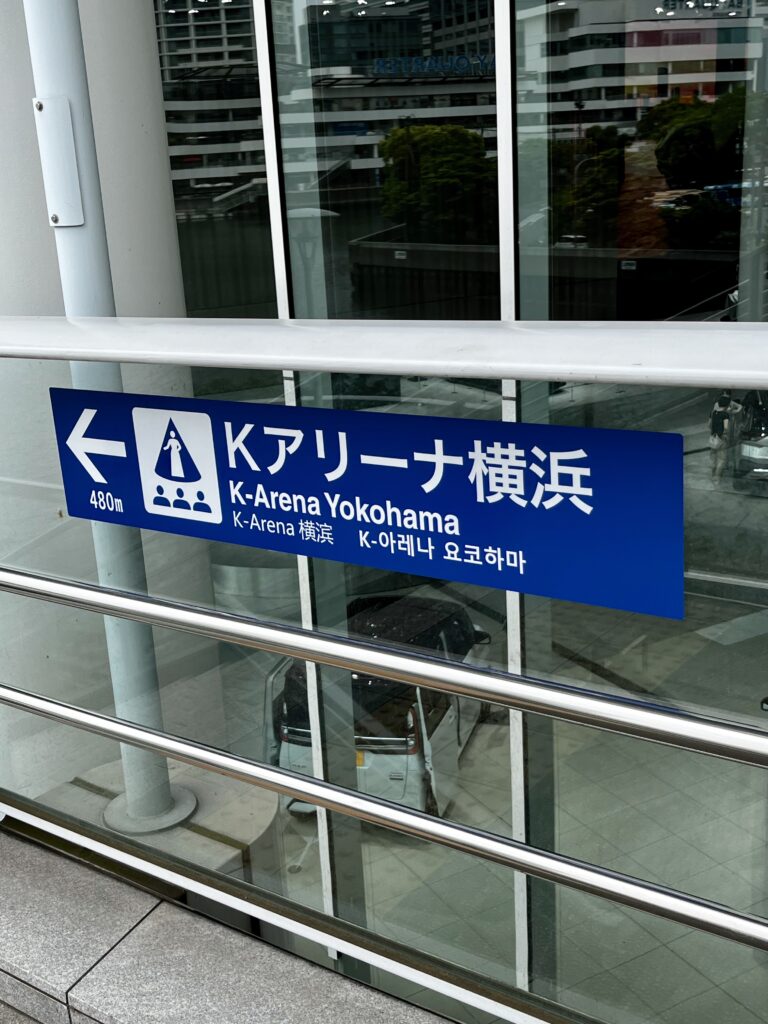 Y QUARTER
Kアリーナ横浜
K-Arena Yokohama
K-Arena 横滨 K-아레나 요코하마
480m